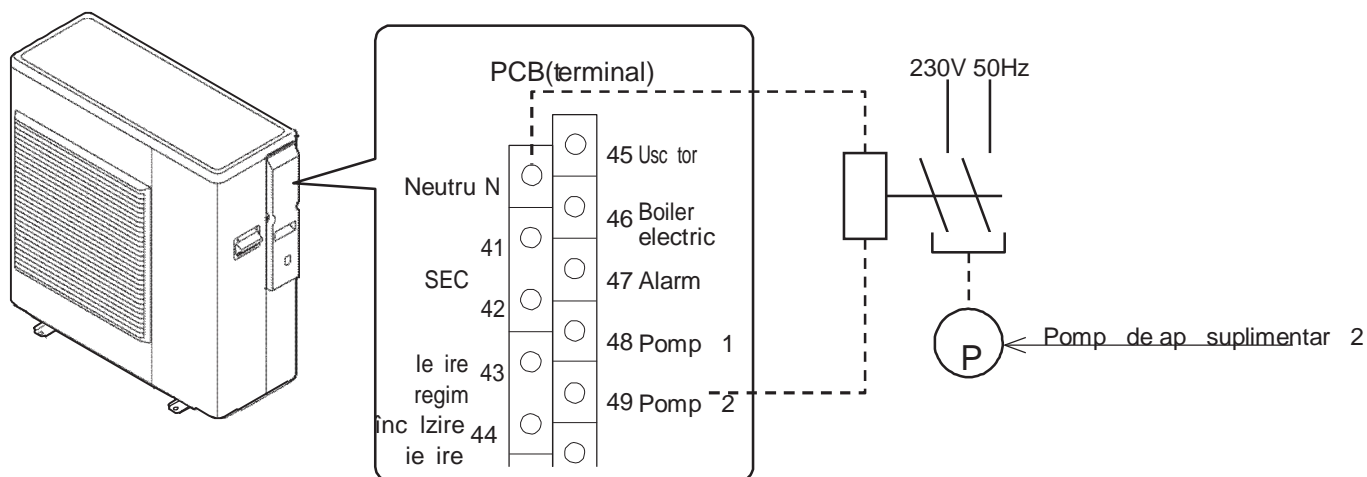 PCB(terminal)
230V 50Hz
45 Usc tor
Neutru N
46 Boiler
electric
41
SEC
47 Alarm
42
48 Pomp 1
Ie ire
regim
43
49 Pomp 2
înc lzire
ie ire
44
P
Pomp de ap suplimentar 2